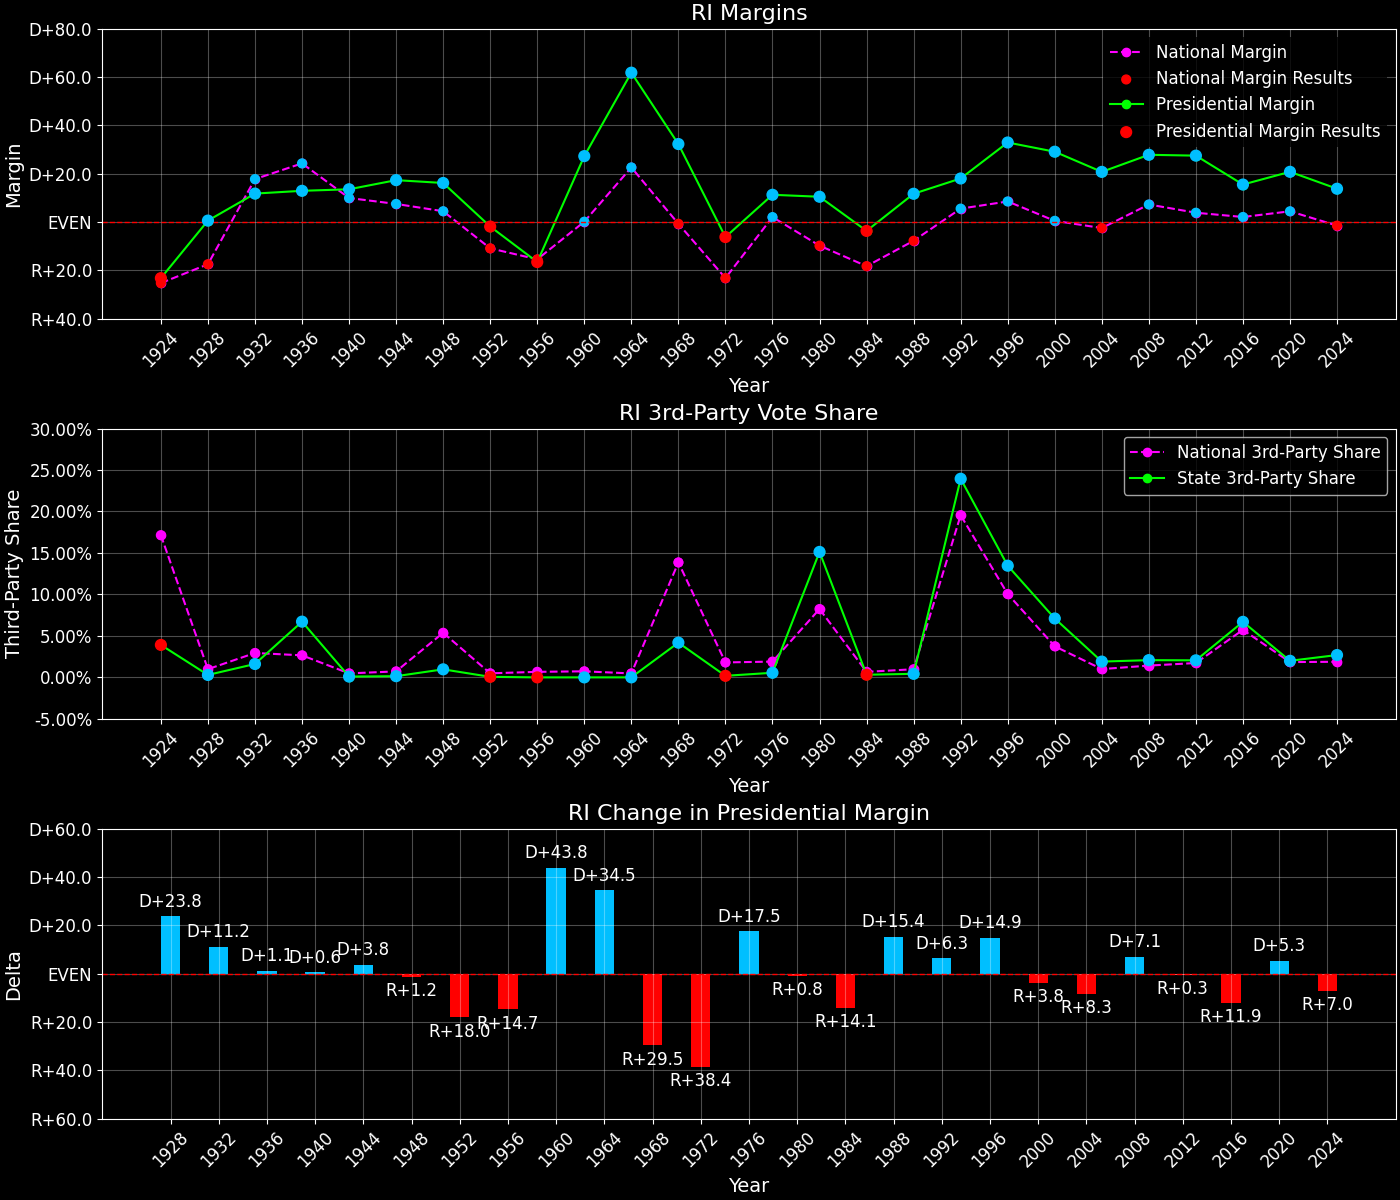 RI Margins
D+80.0
D+60.0
D+40.0
D+20.0
EVEN
R+20.0
R+40.0
Margin
National Margin
National Margin Results
Presidential Margin
Presidential Margin Results
1924 1928 1932 1936 1940 1944 1948 1952 1956 1960 1964 1968 1972 1976 1980 1984 1988 1992 1996 2000 2004 2008 2012 2016 2020 2024
Year
RI 3rd-Party Vote Share
30.00%
25.00%
20.00%
15.00%
10.00%
5.00%
0.00%
-5.00%
Third-Party Share
National 3rd-Party Share
State 3rd-Party Share
1924 1928 1932 1936 1940 1944 1948 1952 1956 1960 1964 1968 1972 1976 1980 1984 1988 1992 1996 2000 2004 2008 2012 2016 2020 2024
Year
RI Change in Presidential Margin
D+60.0
D+40.0
D+20.0
EVEN
R+20.0
R+40.0
R+60.0
Delta
D+23.8
D+11.2
D+1.1
D+0.6
D+3.8
R+1.2
R+18.0
R+14.7
D+43.8
D+34.5
R+29.5
R+38.4
D+17.5
R+0.8
R+14.1
D+15.4
D+6.3
D+14.9
R+3.8
R+8.3
D+7.1
R+0.3
R+11.9
D+5.3
R+7.0
1928 1932 1936 1940 1944 1948 1952 1956 1960 1964 1968 1972 1976 1980 1984 1988 1992 1996 2000 2004 2008 2012 2016 2020 2024
Year